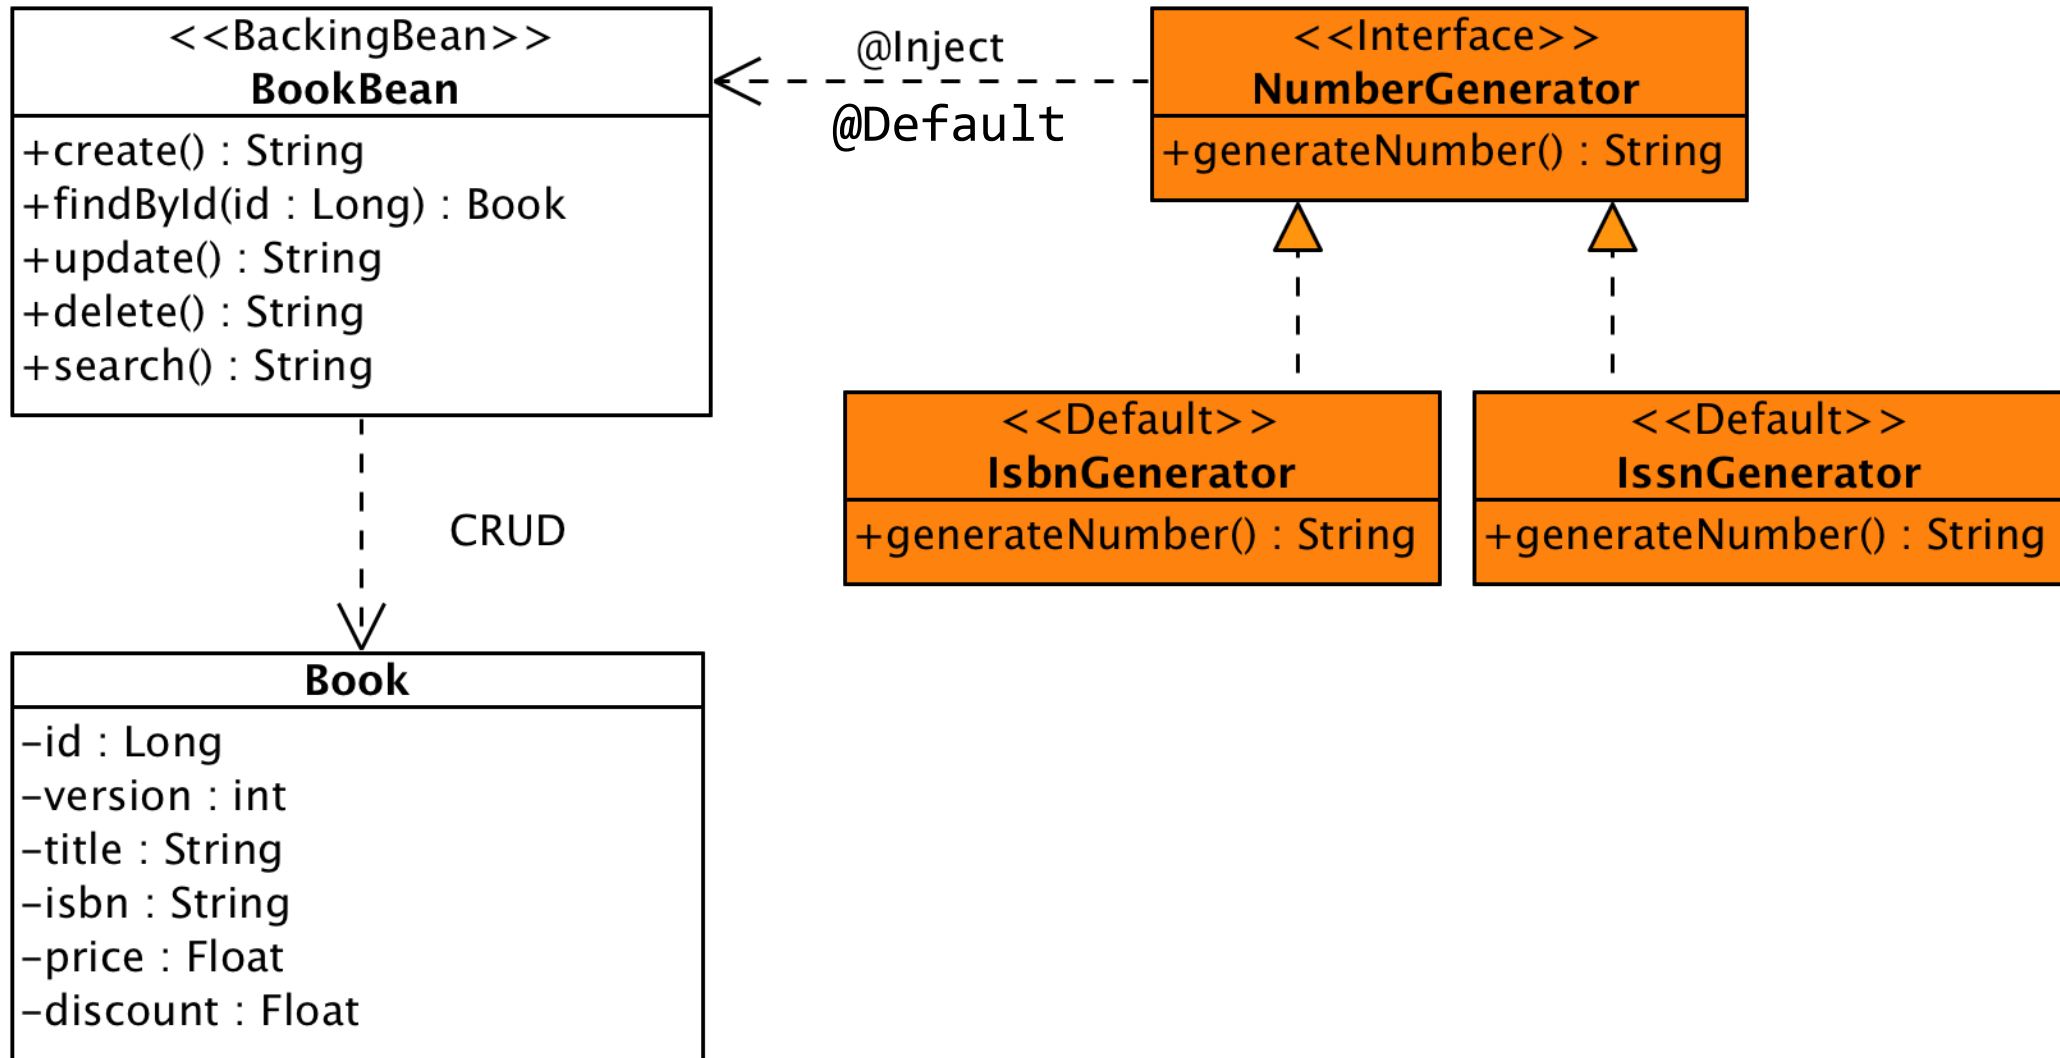 <<BackingBean>>
BookBean
+create() : String
+findById(id : Long) : Book
+update() : String
+delete() : String
+search() : String
@Inject
@Default
<<Interface>>
NumberGenerator
+generateNumber() : String
<<Default>>
IsbnGenerator
+generateNumber() : String
<<Default>>
IssnGenerator
+generateNumber() : String
CRUD
Book
–id : Long
–version : int
–title : String
–isbn : String
–price : Float
–discount : Float